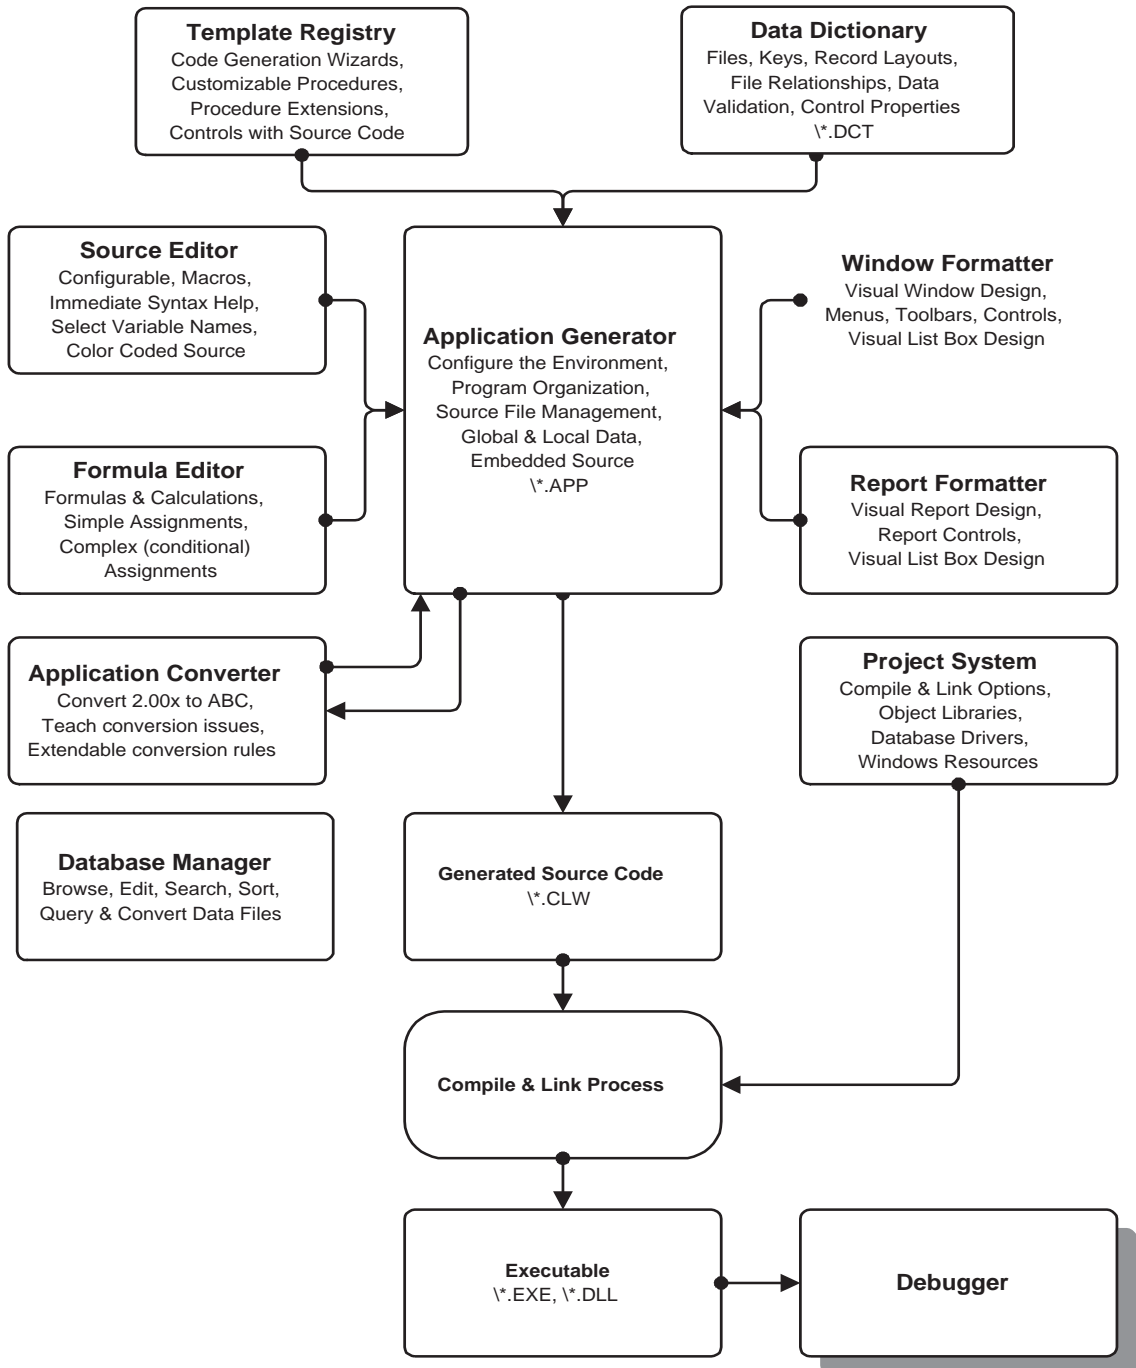 Template Registry
Code Generation Wizards,
Customizable Procedures,
Procedure Extensions,
Controls with Source Code
Data Dictionary
Files, Keys, Record Layouts,
File Relationships, Data
Validation, Control Properties
\*.DCT
Source Editor
Configurable, Macros,
Immediate Syntax Help,
Select Variable Names,
Color Coded Source
Application Generator
Configure the Environment,
Program Organization,
Source File Management,
Global & Local Data,
Embedded Source
\*.APP
Window Formatter
Visual Window Design,
Menus, Toolbars, Controls,
Visual List Box Design
Formula Editor
Formulas & Calculations,
Simple Assignments,
Complex (conditional)
Assignments
Report Formatter
Visual Report Design,
Report Controls,
Visual List Box Design
Application Converter
Convert 2.00x to ABC,
Teach conversion issues,
Extendable conversion rules
Project System
Compile & Link Options,
Object Libraries,
Database Drivers,
Windows Resources
Database Manager
Browse, Edit, Search, Sort,
Query & Convert Data Files
Generated Source Code
\*.CLW
Compile & Link Process
Executable
\*.EXE, \*.DLL
Debugger